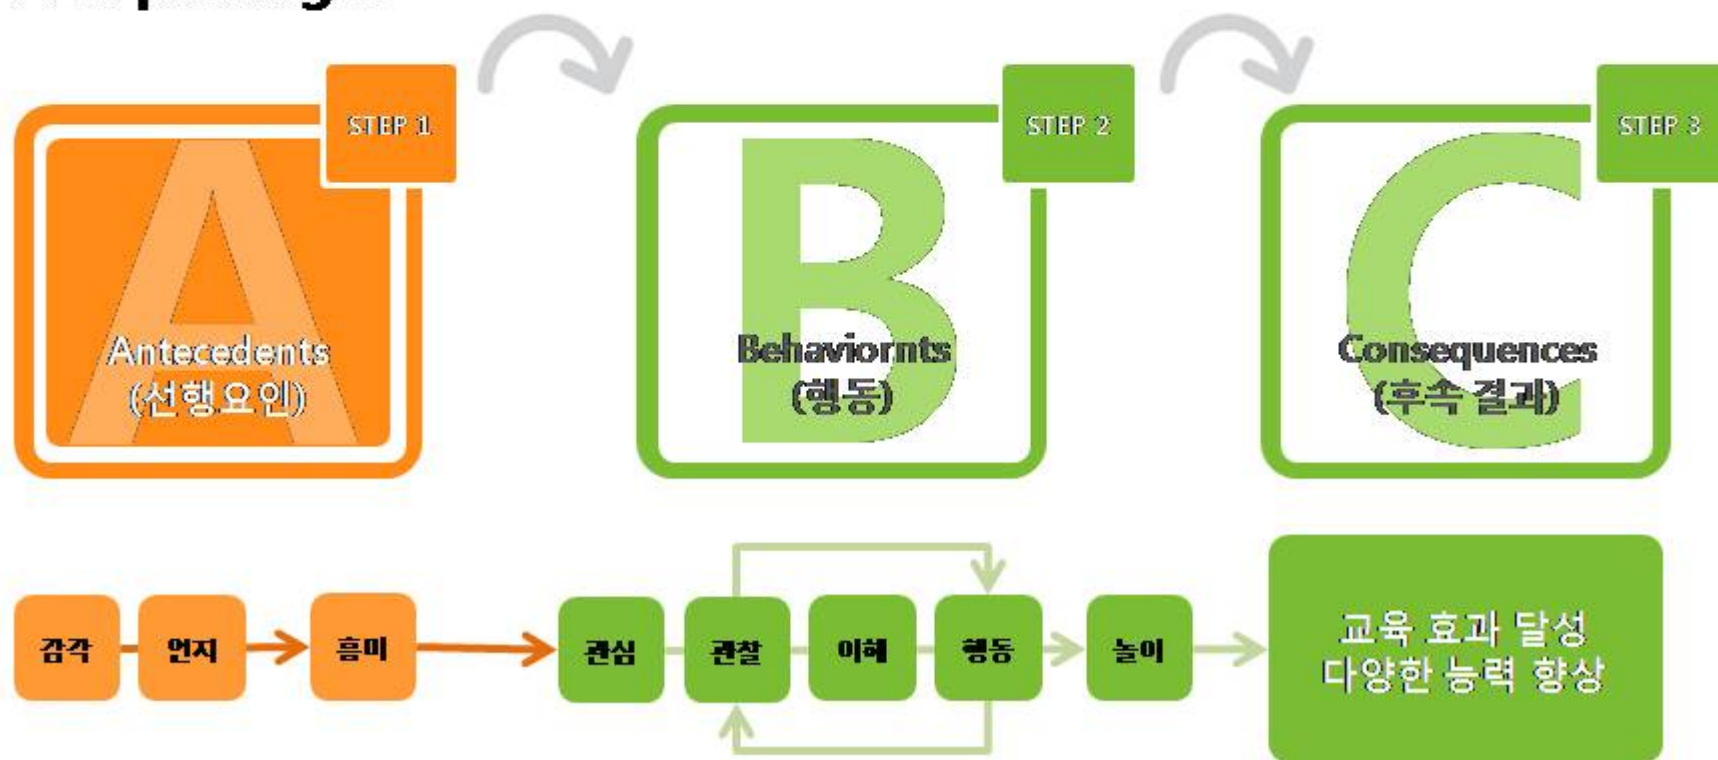 STEP 1
STEP 2
STEP 3
A
B
C
Antecedents
(선행요인)
Behaviornts
(행동)
Consequences
(후속 결과)
감각
인지
흥미
관심
관찰
이해
행동
놀이
교육 효과 달성
다양한 능력 향상